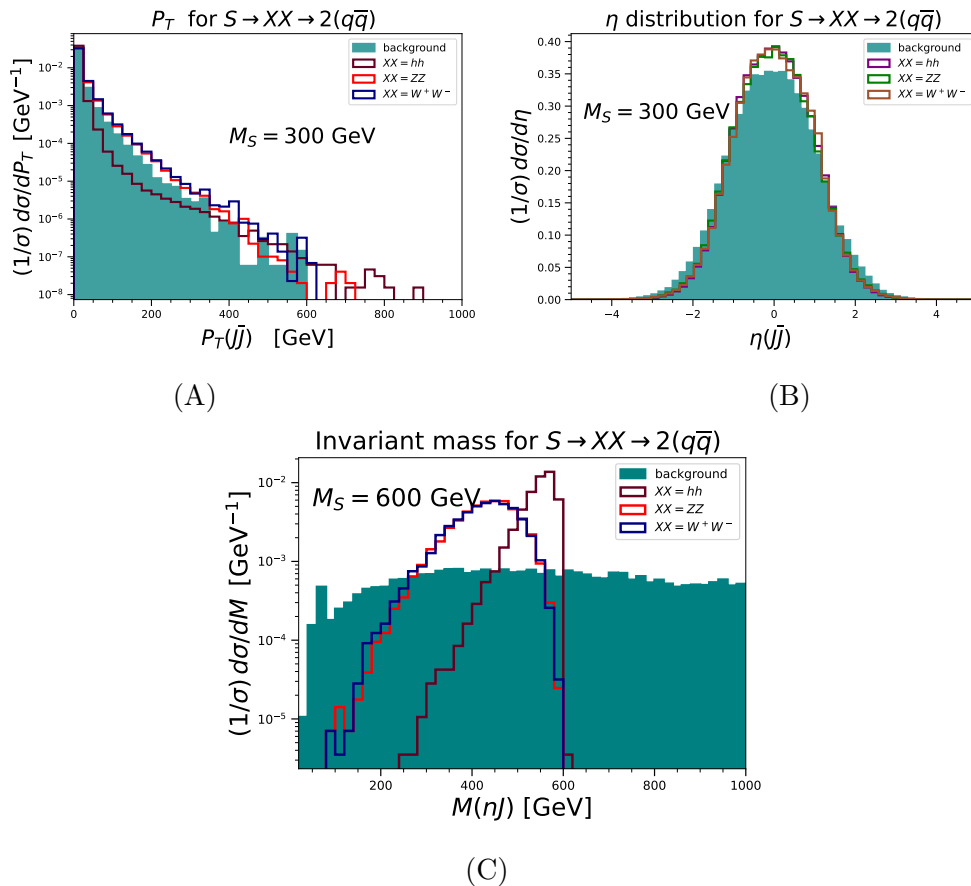 P_T for S → XX → 2(qq̅)
(1/σ) dσ/dP_T [GeV⁻¹]
10⁻²
10⁻³
10⁻⁴
10⁻⁵
10⁻⁶
10⁻⁷
10⁻⁸
background
XX = hh
XX = ZZ
XX = W⁺W⁻
M_S = 300 GeV
0 200 400 600 800 1000
P_T(JJ̄) [GeV]
(A)
η distribution for S → XX → 2(qq̅)
(1/σ) dσ/dη
0.40
0.35
0.30
0.25
0.20
0.15
0.10
0.05
0.00
background
XX = hh
XX = ZZ
XX = W⁺W⁻
M_S = 300 GeV
−4 −2 0 2 4
η(JJ̄)
(B)
Invariant mass for S → XX → 2(qq̅)
(1/σ) dσ/dM [GeV⁻¹]
10⁻²
10⁻³
10⁻⁴
10⁻⁵
background
XX = hh
XX = ZZ
XX = W⁺W⁻
M_S = 600 GeV
200 400 600 800 1000
M(nJ) [GeV]
(C)